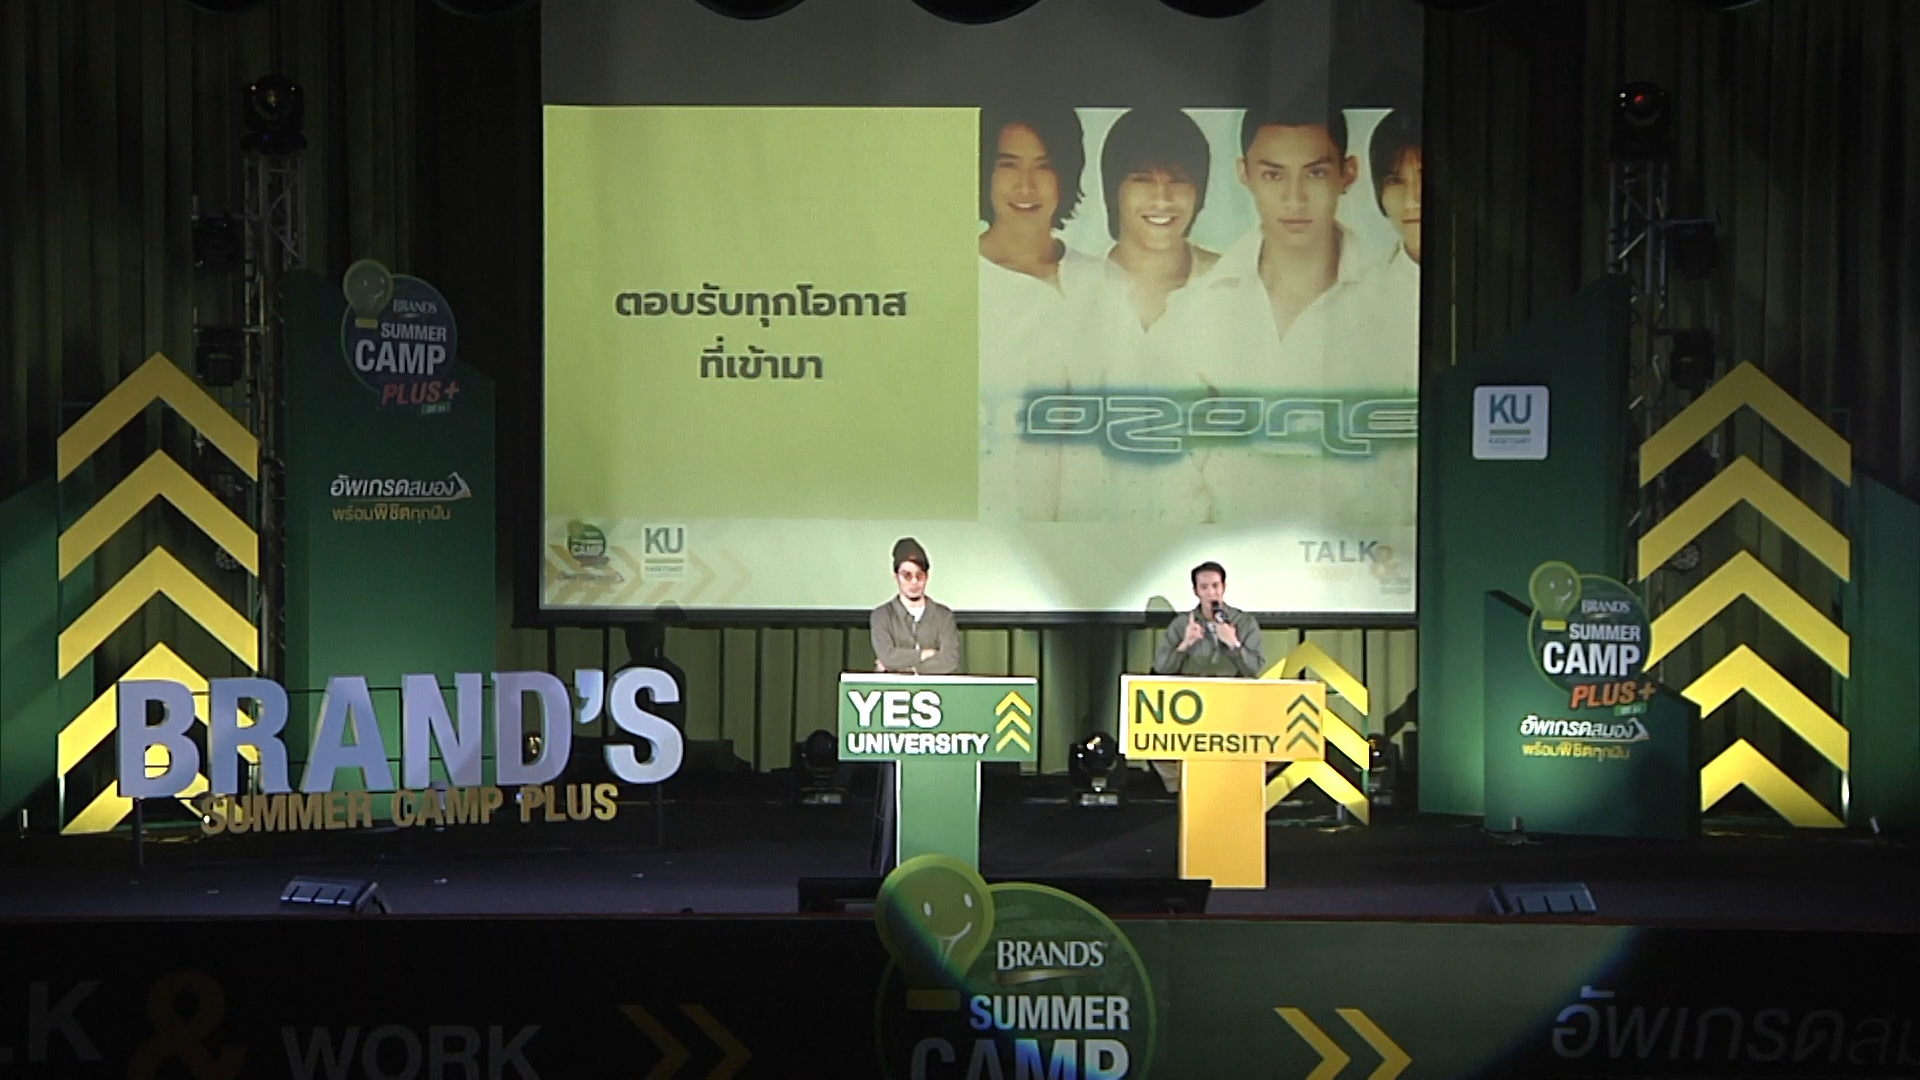 ตอบรับทุกโอกาส
ที่เข้ามา
ozone
BRAND'S
SUMMER
CAMP
PLUS+
อัพเกรดสมอง
พร้อมพิชิตทุกฝัน
KU
KU
CAMP
TALK&
BRAND'S
SUMMER
CAMP
PLUS+
อัพเกรดสมอง
พร้อมพิชิตทุกฝัน
BRAND'S
SUMMER CAMP PLUS
YES
UNIVERSITY
NO
UNIVERSITY
LK & WORK
BRAND'S
SUMMER
CAMP
อัพเกรดสม